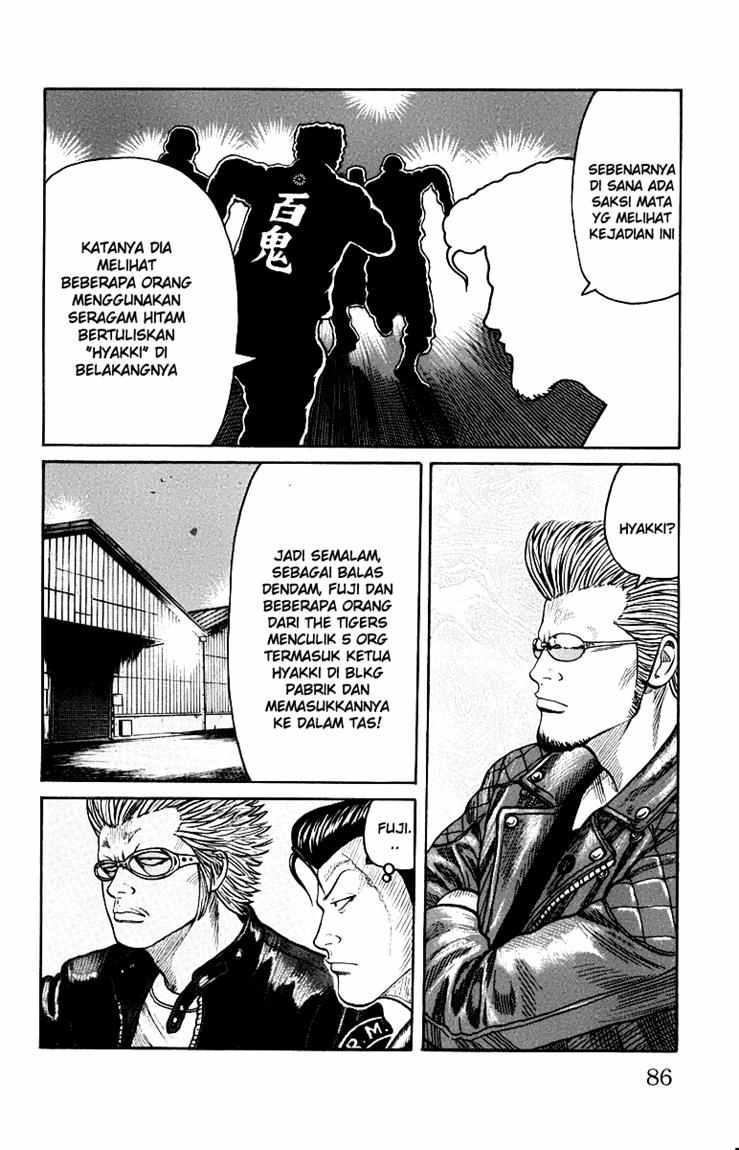 SEBENARNYA
DI SANA ADA
SAKSI MATA
YG MELIHAT
KEJADIAN INI
百鬼
KATANYA DIA
MELIHAT
BEBERAPA ORANG
MENGGUNAKAN
SERAGAM HITAM
BERTULISKAN
"HYAKKI" DI
BELAKANGNYA
HYAKKI?
JADI SEMALAM,
SEBAGAI BALAS
DENDAM, FUJI DAN
BEBERAPA ORANG
DARI THE TIGERS
MENCULIK 5 ORG
TERMASUK KETUA
HYAKKI DI BLKG
PABRIK DAN
MEMASUKKANNYA
KE DALAM TAS!
FUJI.
..
R.M.
86